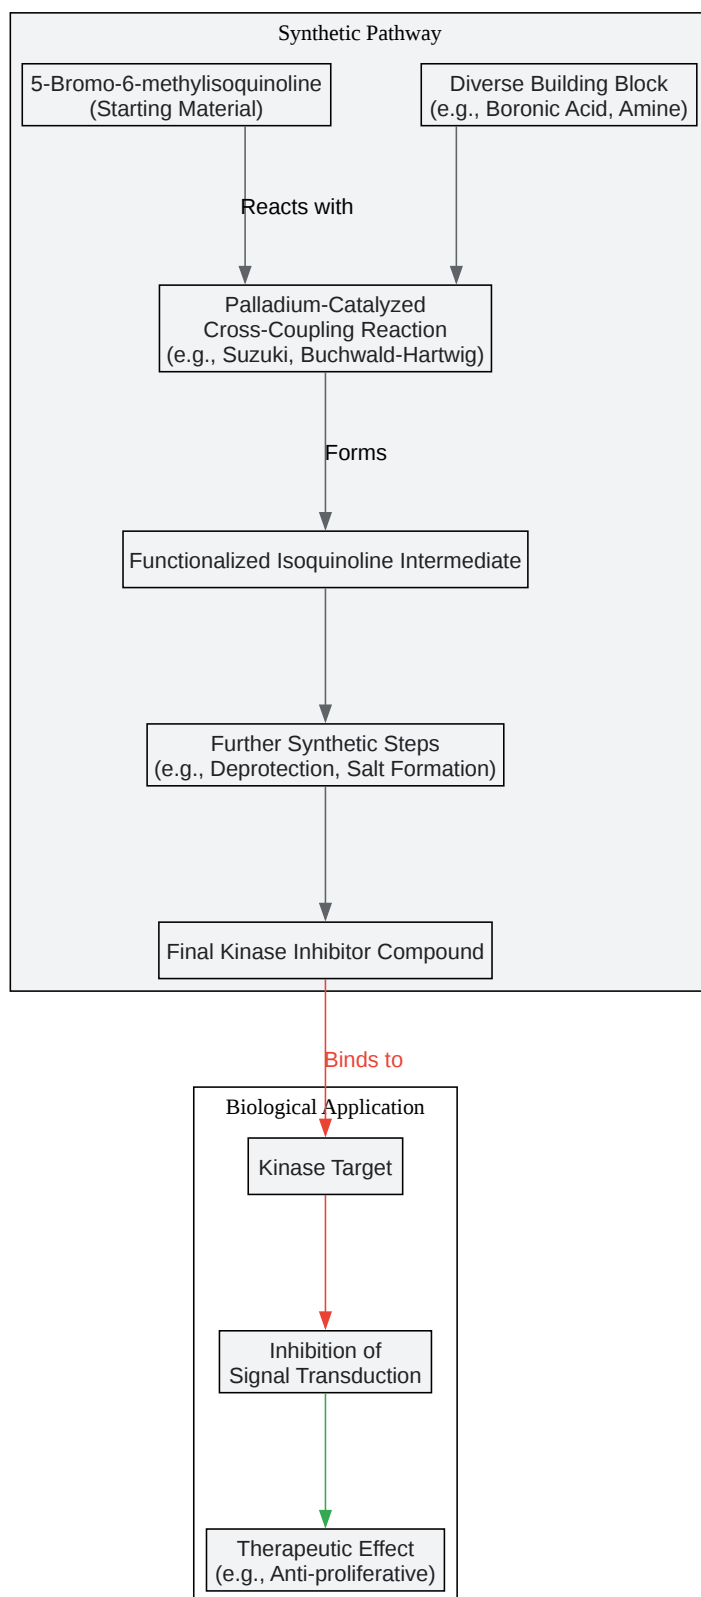 Synthetic Pathway
5-Bromo-6-methylisoquinoline
(Starting Material)
Diverse Building Block
(e.g., Boronic Acid, Amine)
Reacts with
Palladium-Catalyzed
Cross-Coupling Reaction
(e.g., Suzuki, Buchwald-Hartwig)
Forms
Functionalized Isoquinoline Intermediate
Further Synthetic Steps
(e.g., Deprotection, Salt Formation)
Final Kinase Inhibitor Compound
Binds to
Biological Application
Kinase Target
Inhibition of
Signal Transduction
Therapeutic Effect
(e.g., Anti-proliferative)